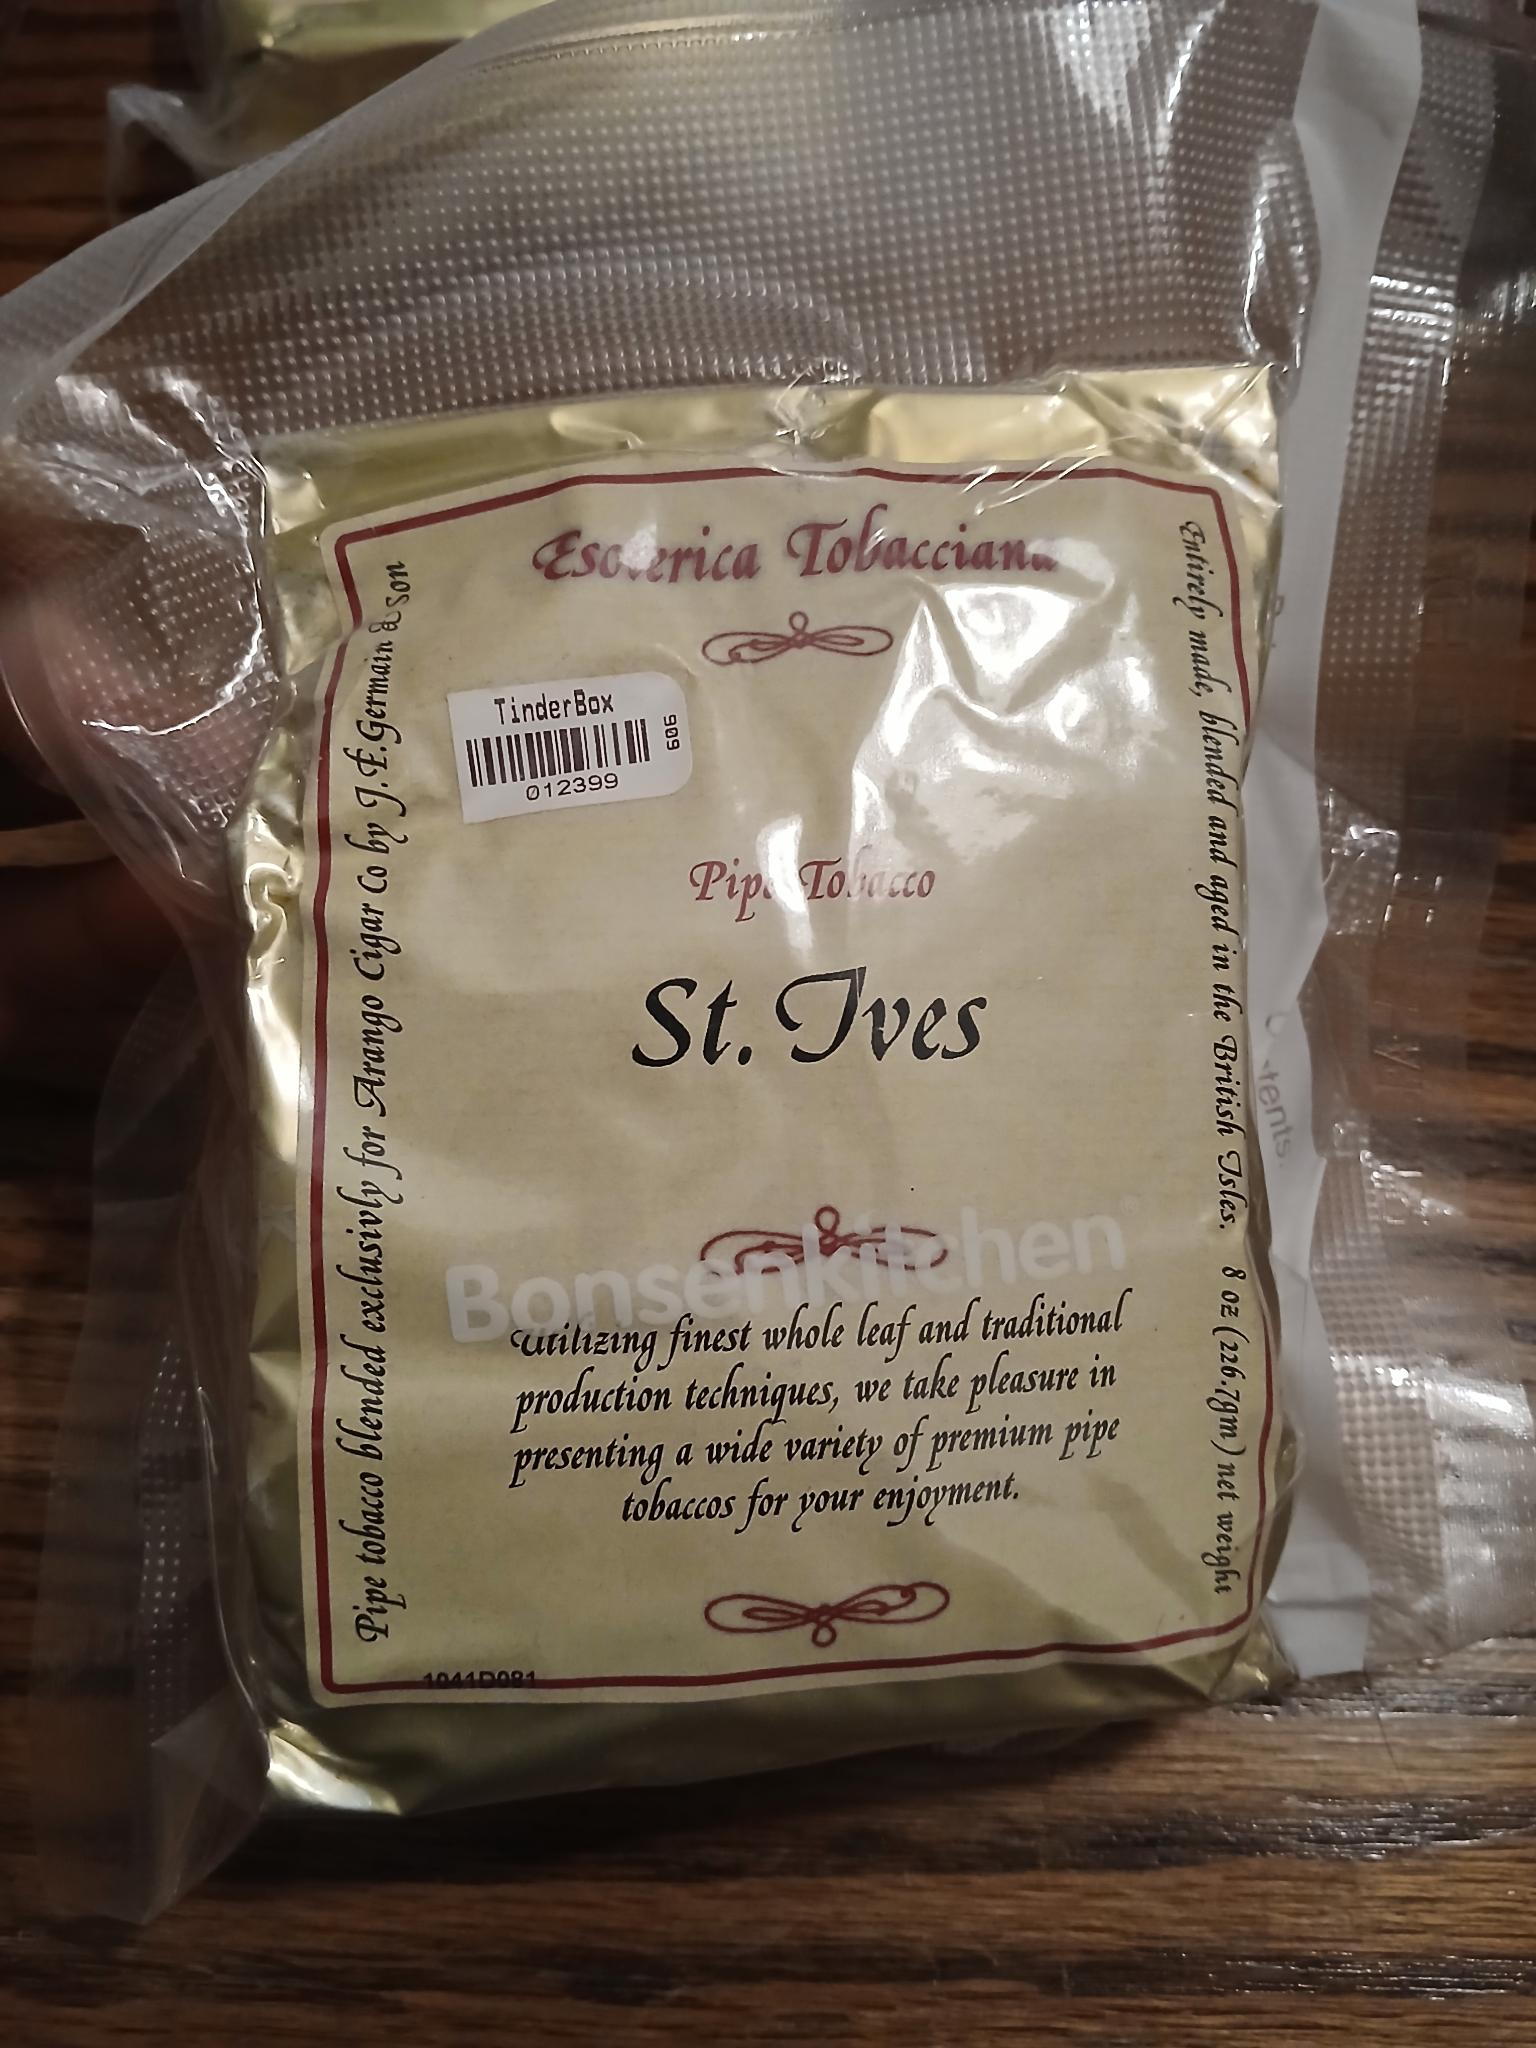 Esoterica Tobacciana
TinderBox
606
012399
Pipe Tobacco
St. Ives
Bonsenkitchen®
Utilizing finest whole leaf and traditional
production techniques, we take pleasure in
presenting a wide variety of premium pipe
tobaccos for your enjoyment.
Pipe tobacco blended exclusivly for Arango Cigar Co by J.E.Germain & son
Entirely made, blended and aged in the British Isles. 8 oz (226.7gm) net weight
1041D081